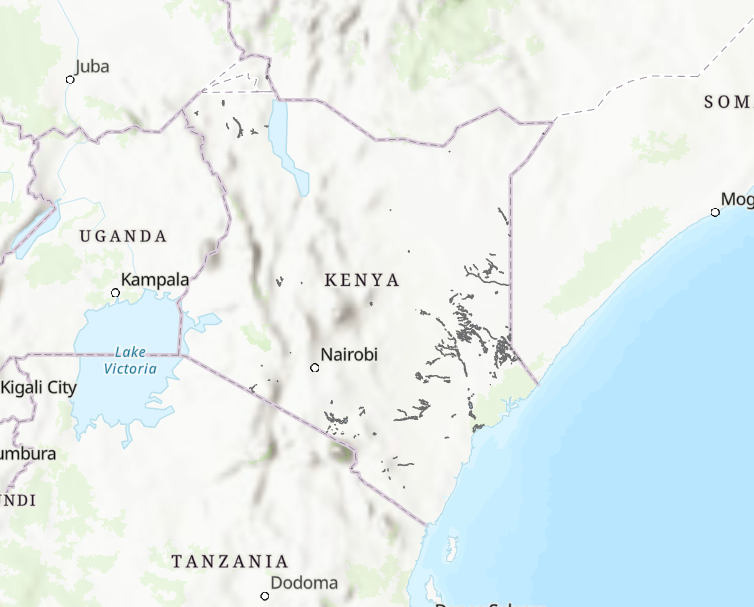 Juba
SOM
Mog
UGANDA
Kampala
KENYA
Lake
Victoria
Nairobi
Kigali City
umbura
NDI
TANZANIA
Dodoma